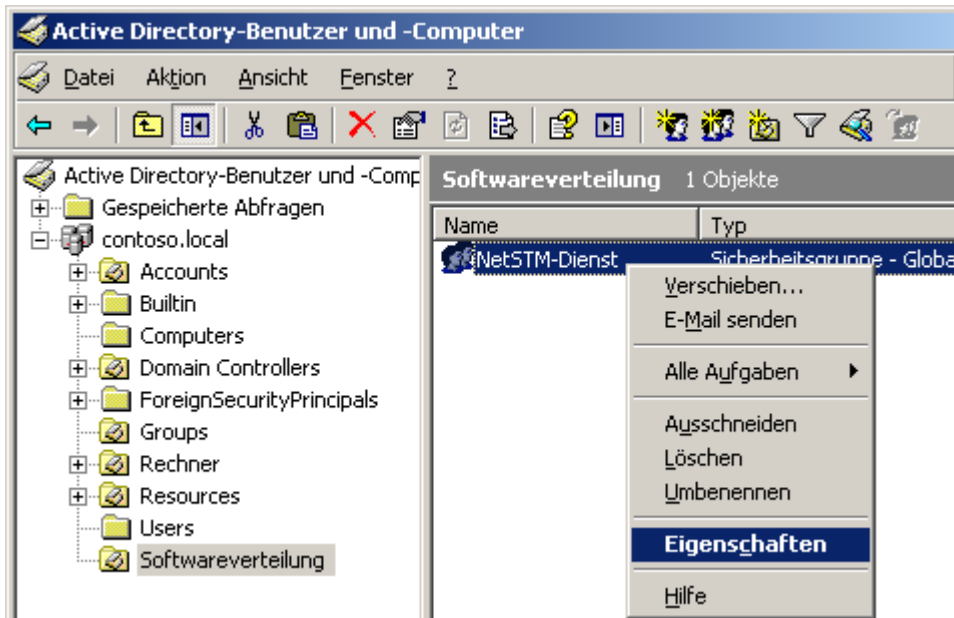 Active Directory-Benutzer und -Computer
Datei Aktion Ansicht Fenster ?
Active Directory-Benutzer und -Comp
Gespeicherte Abfragen
contoso.local
Accounts
Builtin
Computers
Domain Controllers
ForeignSecurityPrincipals
Groups
Rechner
Resources
Users
Softwareverteilung
Softwareverteilung 1 Objekte
Name Typ
NetSTM-Dienst Sicherheitsgruppe - Globa
Verschieben...
E-Mail senden
Alle Aufgaben
Ausschneiden
Löschen
Umbenennen
Eigenschaften
Hilfe